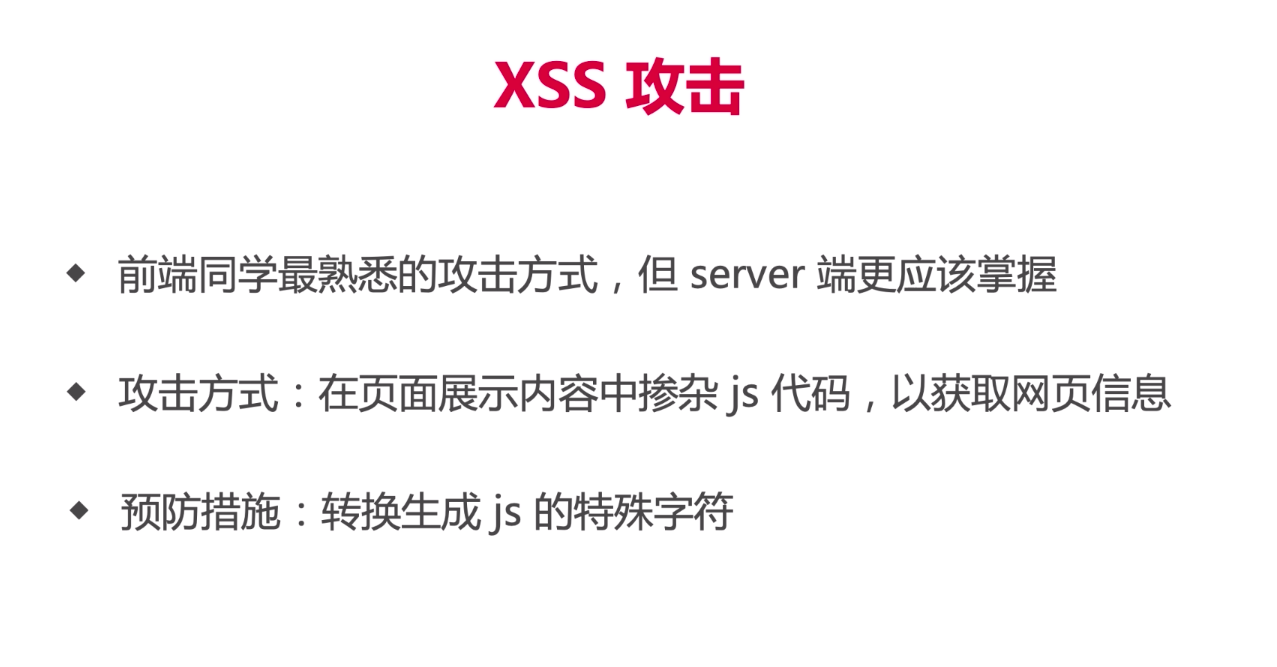 XSS 攻击
◆ 前端同学最熟悉的攻击方式，但 server 端更应该掌握
◆ 攻击方式：在页面展示内容中掺杂 js 代码，以获取网页信息
◆ 预防措施：转换生成 js 的特殊字符